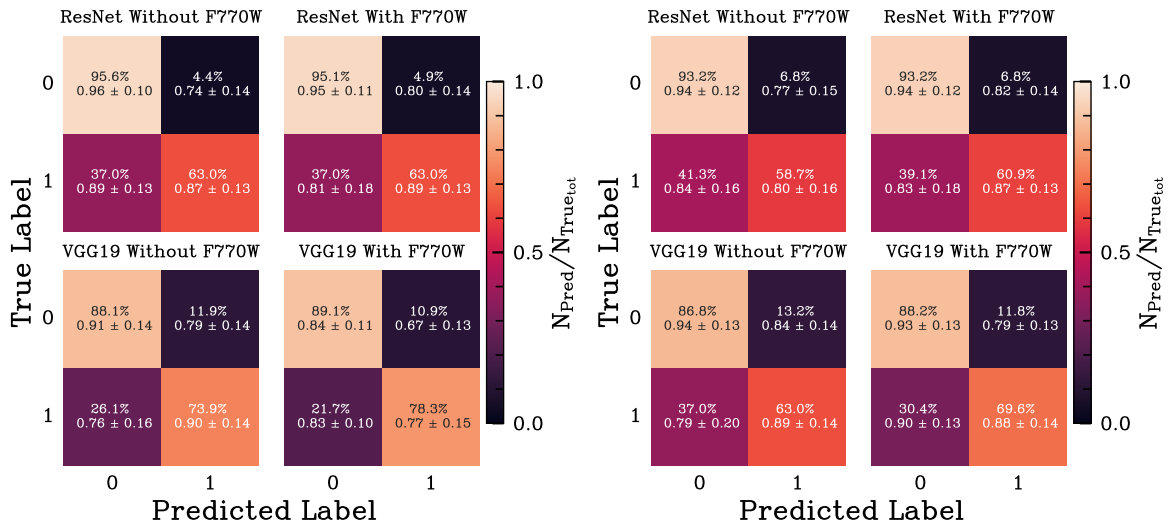 ResNet Without F770W
ResNet With F770W
0
95.6%
0.96 ± 0.10
4.4%
0.74 ± 0.14
95.1%
0.95 ± 0.11
4.9%
0.80 ± 0.14
1
37.0%
0.89 ± 0.13
63.0%
0.87 ± 0.13
37.0%
0.81 ± 0.18
63.0%
0.89 ± 0.13
True Label
VGG19 Without F770W
VGG19 With F770W
0
88.1%
0.91 ± 0.14
11.9%
0.79 ± 0.14
89.1%
0.84 ± 0.11
10.9%
0.67 ± 0.13
1
26.1%
0.76 ± 0.16
73.9%
0.90 ± 0.14
21.7%
0.83 ± 0.10
78.3%
0.77 ± 0.15
0
1
0
1
Predicted Label
1.0
0.5
0.0
N_Pred/N_True_tot
ResNet Without F770W
ResNet With F770W
0
93.2%
0.94 ± 0.12
6.8%
0.77 ± 0.15
93.2%
0.94 ± 0.12
6.8%
0.82 ± 0.14
1
41.3%
0.84 ± 0.16
58.7%
0.80 ± 0.16
39.1%
0.83 ± 0.18
60.9%
0.87 ± 0.13
True Label
VGG19 Without F770W
VGG19 With F770W
0
86.8%
0.94 ± 0.13
13.2%
0.84 ± 0.14
88.2%
0.93 ± 0.13
11.8%
0.79 ± 0.13
1
37.0%
0.79 ± 0.20
63.0%
0.89 ± 0.14
30.4%
0.90 ± 0.13
69.6%
0.88 ± 0.14
0
1
0
1
Predicted Label
1.0
0.5
0.0
N_Pred/N_True_tot